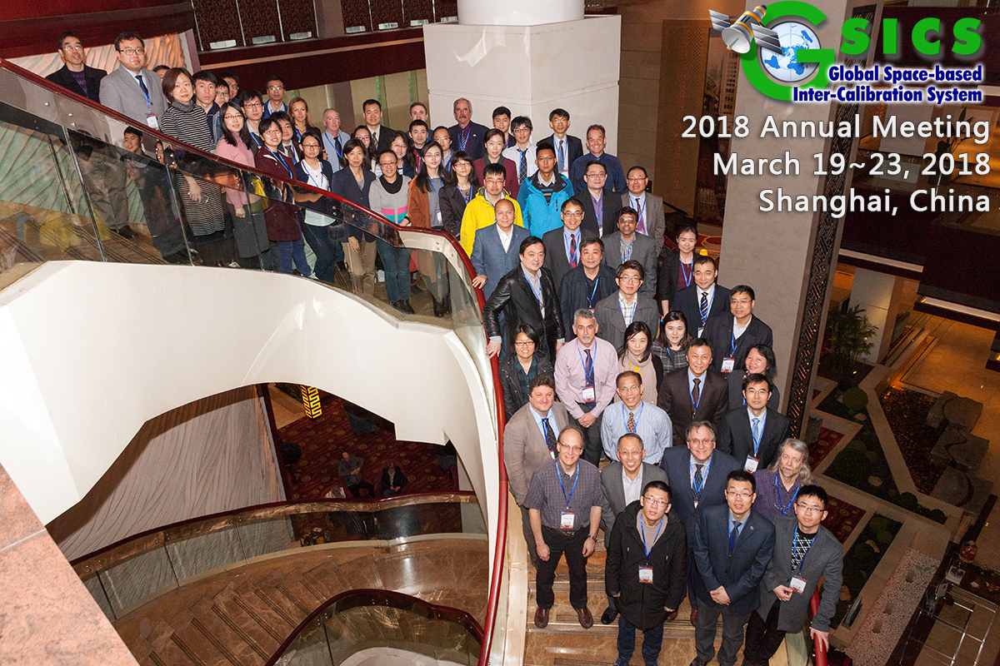 GSICS
Global Space-based
Inter-Calibration System
2018 Annual Meeting
March 19~23, 2018
Shanghai, China